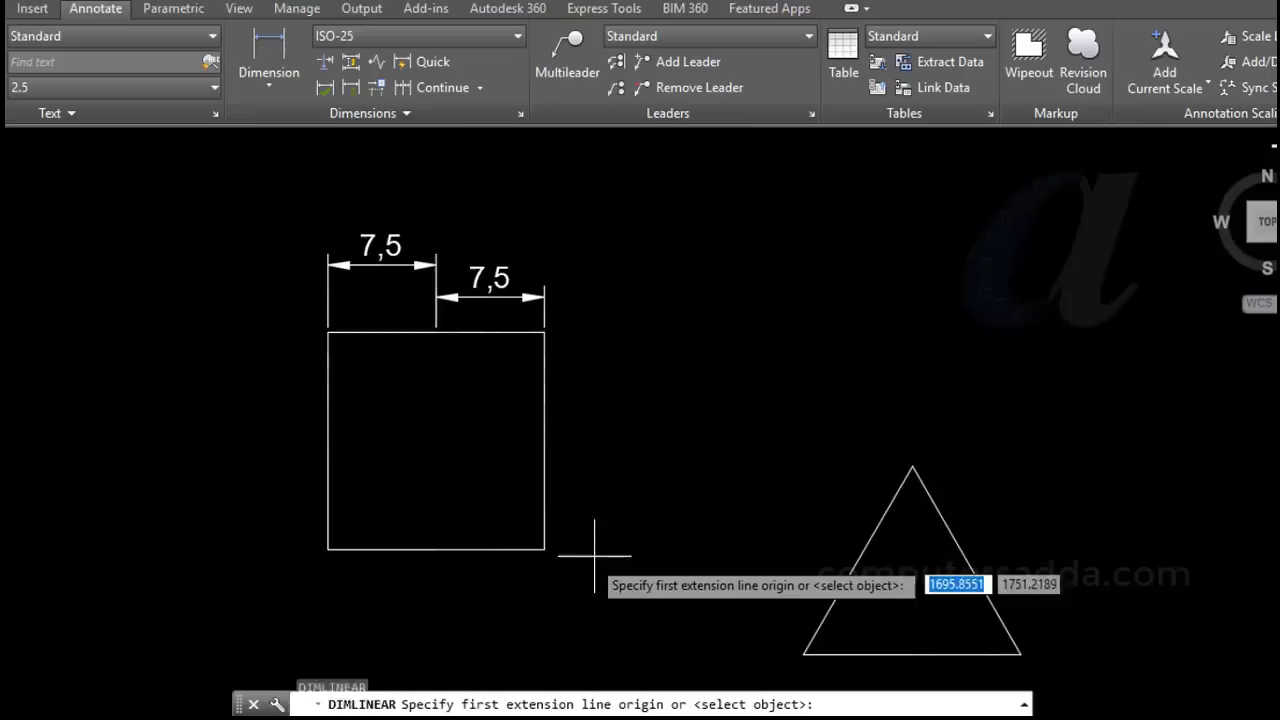 Insert Annotate Parametric View Manage Output Add-ins Autodesk 360 Express Tools BIM 360 Featured Apps
Standard ISO-25 Standard Standard Scale
Find text Quick Add Leader Extract Data Add/D
2.5 Dimension Continue Multileader Remove Leader Table Link Data Wipeout Revision Cloud Add Current Scale Sync S
Text Dimensions Leaders Tables Markup Annotation Scali
a
N
W TOP
S
WCS
7,5
7,5
computersadda.com
Specify first extension line origin or <select object>: 1695.8551 1751.2189
DIMLINEAR
DIMLINEAR Specify first extension line origin or <select object>: